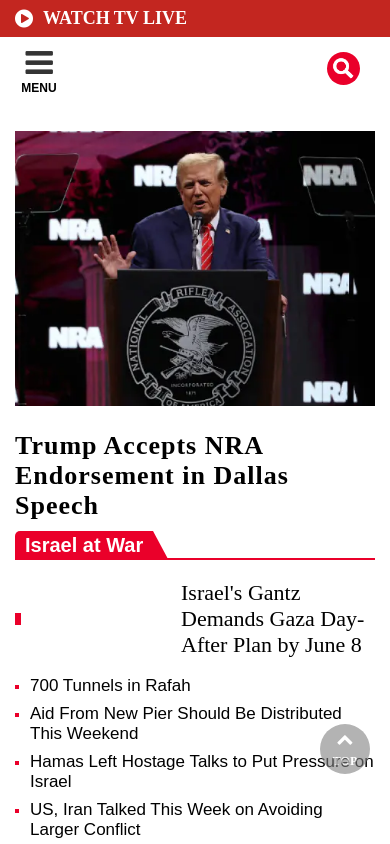 WATCH TV LIVE
MENU
NRA
NRA
NRA
NRA
NRA
NRA
NRA
NATIONAL RIFLE ASSOCIATION
INCORPORATED
1871
OF AMERICA
Trump Accepts NRA
Endorsement in Dallas
Speech
Israel at War
Israel's Gantz
Demands Gaza Day-
After Plan by June 8
700 Tunnels in Rafah
Aid From New Pier Should Be Distributed
This Weekend
Hamas Left Hostage Talks to Put Pressure on
Israel
TOP
US, Iran Talked This Week on Avoiding
Larger Conflict